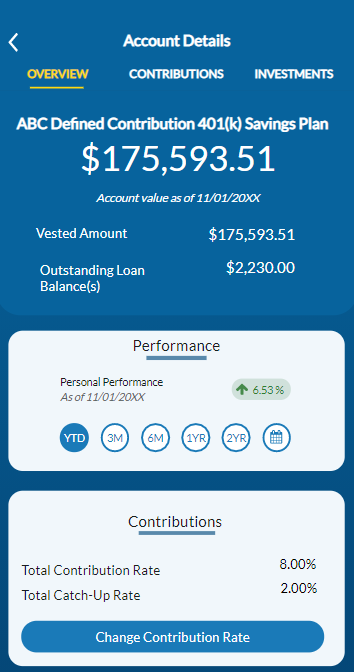 Account Details
OVERVIEW CONTRIBUTIONS INVESTMENTS
ABC Defined Contribution 401(k) Savings Plan
$175,593.51
Account value as of 11/01/20XX
Vested Amount $175,593.51
Outstanding Loan $2,230.00
Balance(s)
Performance
Personal Performance 6.53 %
As of 11/01/20XX
YTD 3M 6M 1YR 2YR
Contributions
Total Contribution Rate 8.00%
Total Catch-Up Rate 2.00%
Change Contribution Rate